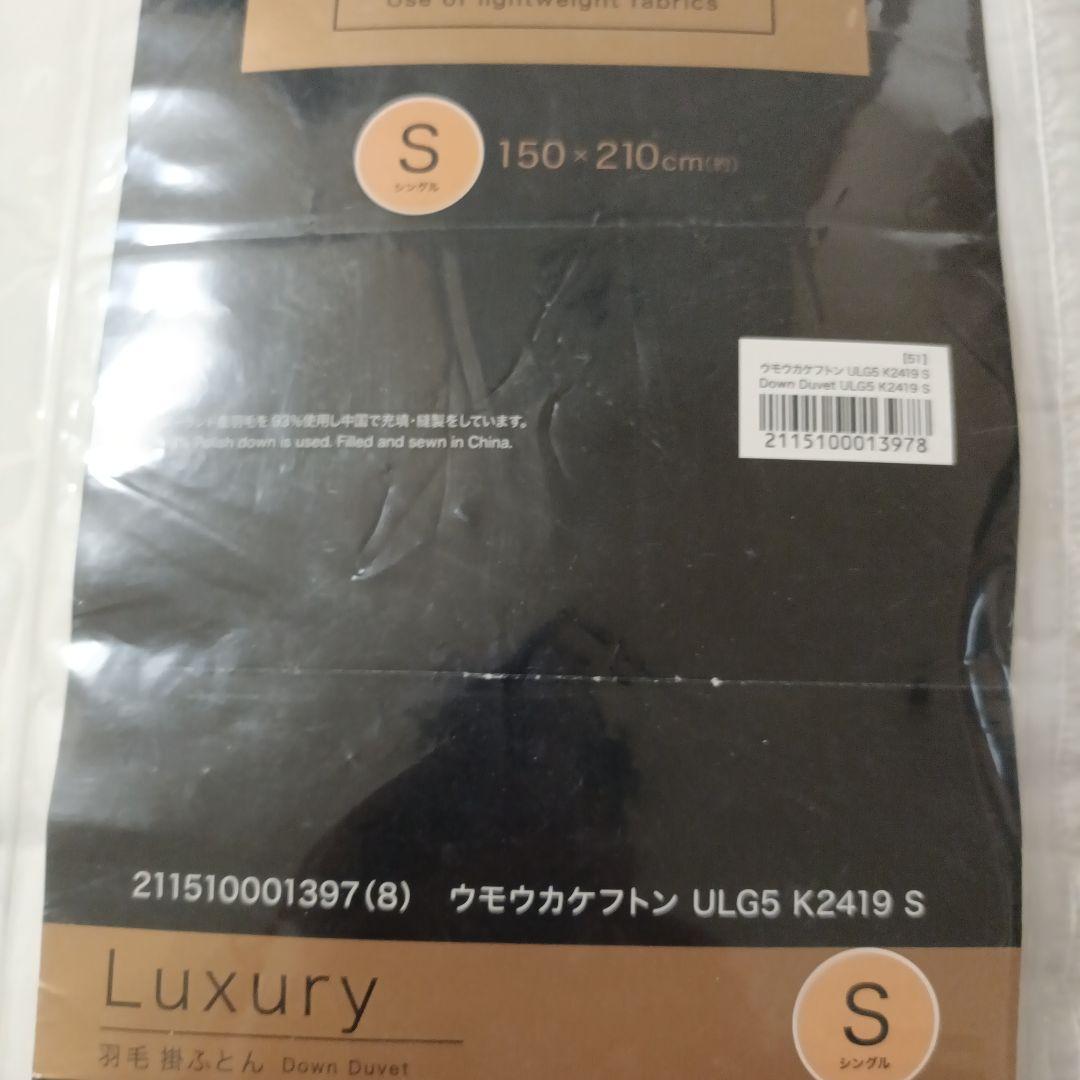 Use of lightweight fabrics
S
シングル
150×210cm(約)
[51]
ウモウカケフトン ULG5 K2419 S
Down Duvet ULG5 K2419 S
2115100013978
産羽毛を93%使用し中国で充填・縫製をしています。
Polish down is used. Filled and sewn in China.
211510001397(8) ウモウカケフトン ULG5 K2419 S
Luxury
羽毛 掛ふとん Down Duvet
S
シングル